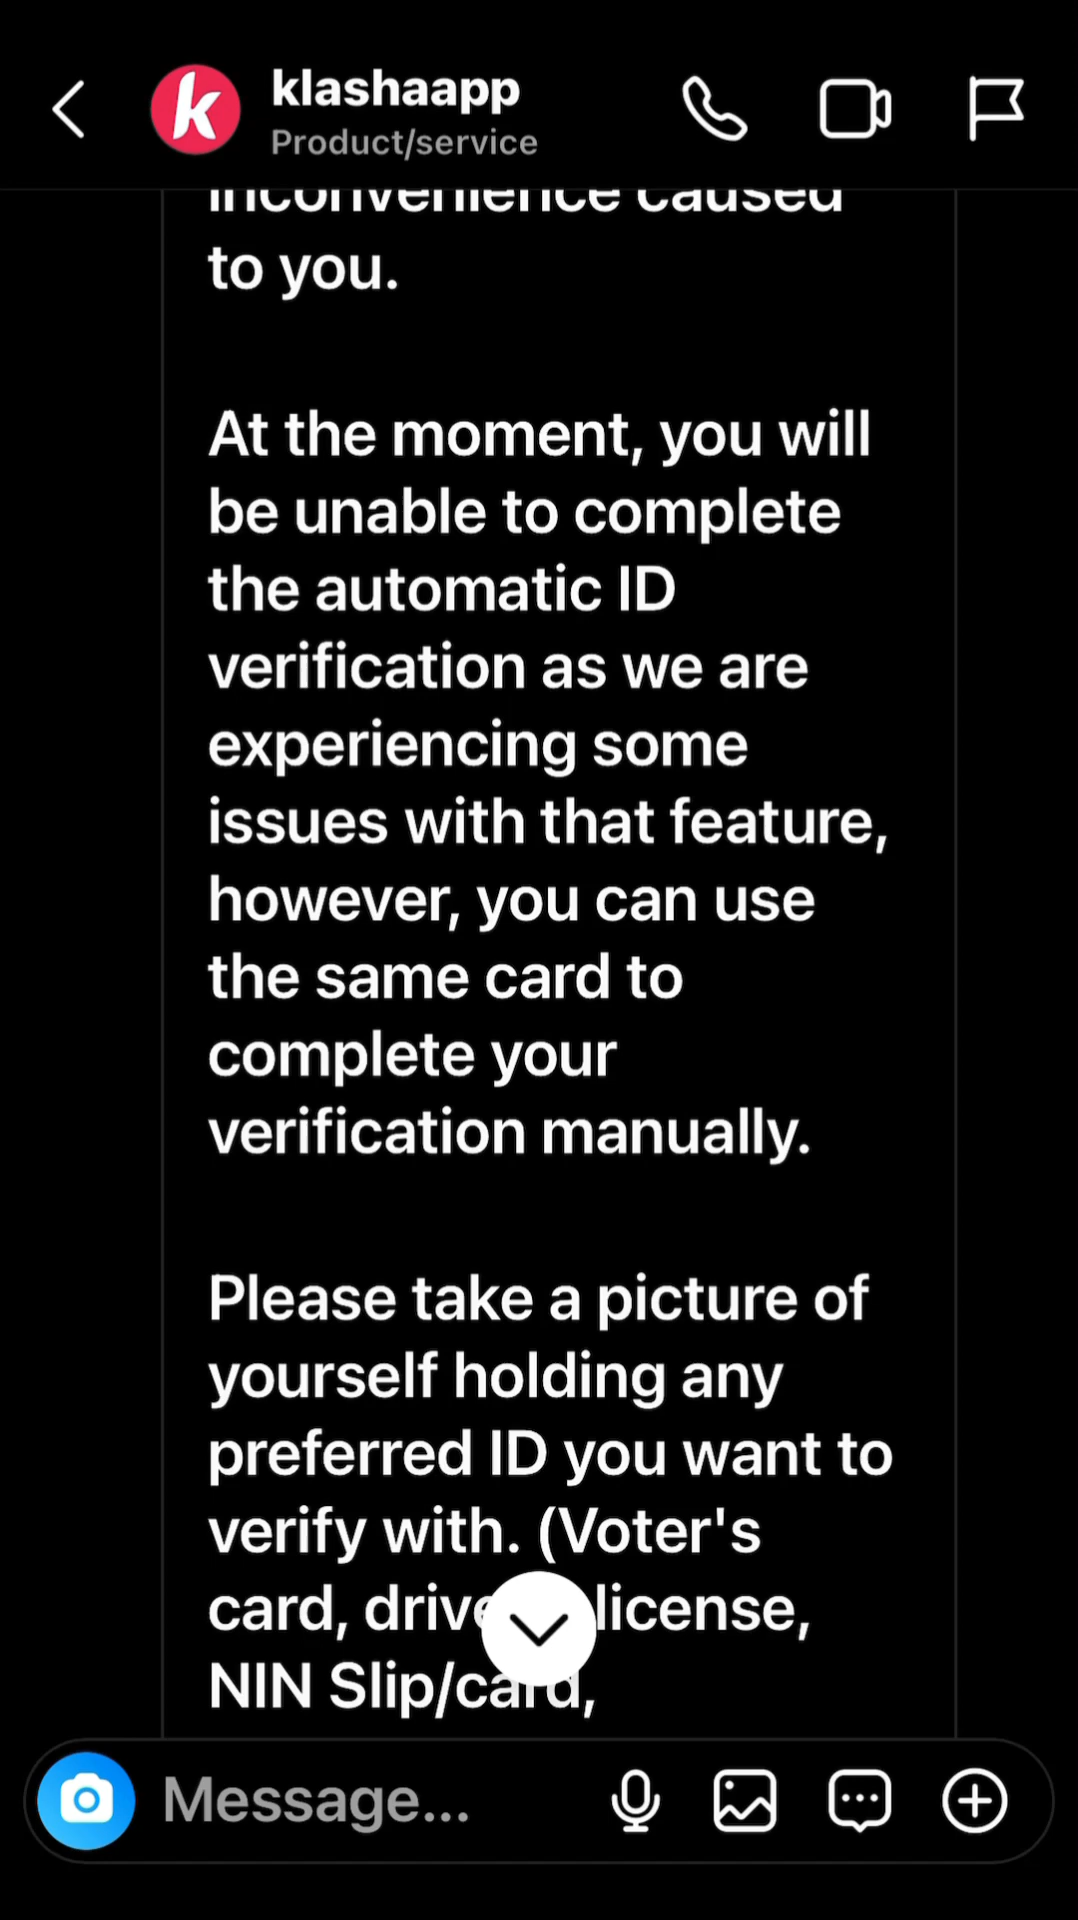 klashaapp
Product/service
inconvenience caused
to you.
At the moment, you will
be unable to complete
the automatic ID
verification as we are
experiencing some
issues with that feature,
however, you can use
the same card to
complete your
verification manually.
Please take a picture of
yourself holding any
preferred ID you want to
verify with. (Voter's
card, license,
NIN Slip/card,
Message...